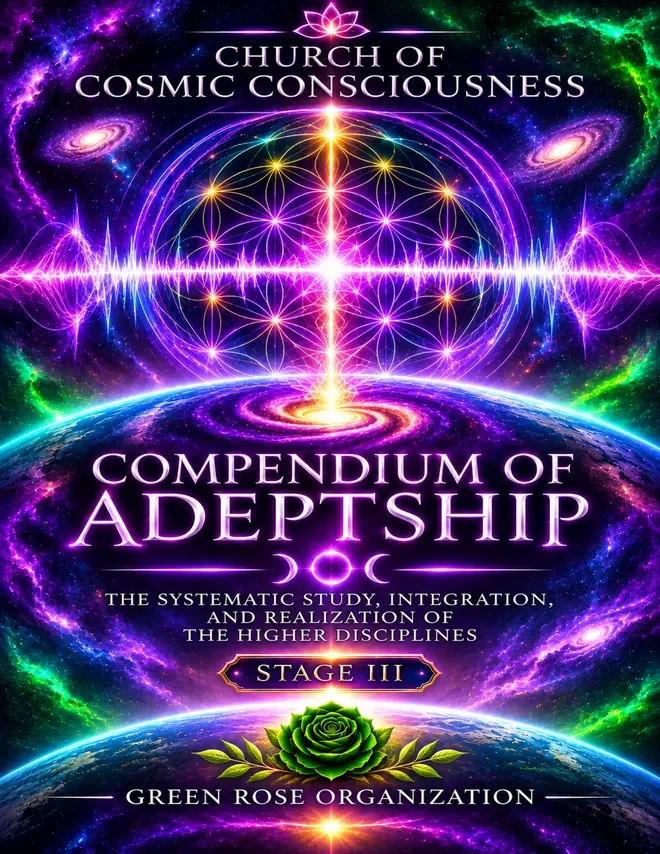 CHURCH OF
COSMIC CONSCIOUSNESS
COMPENDIUM OF
ADEPTSHIP
THE SYSTEMATIC STUDY, INTEGRATION,
AND REALIZATION OF
THE HIGHER DISCIPLINES
STAGE III
GREEN ROSE ORGANIZATION